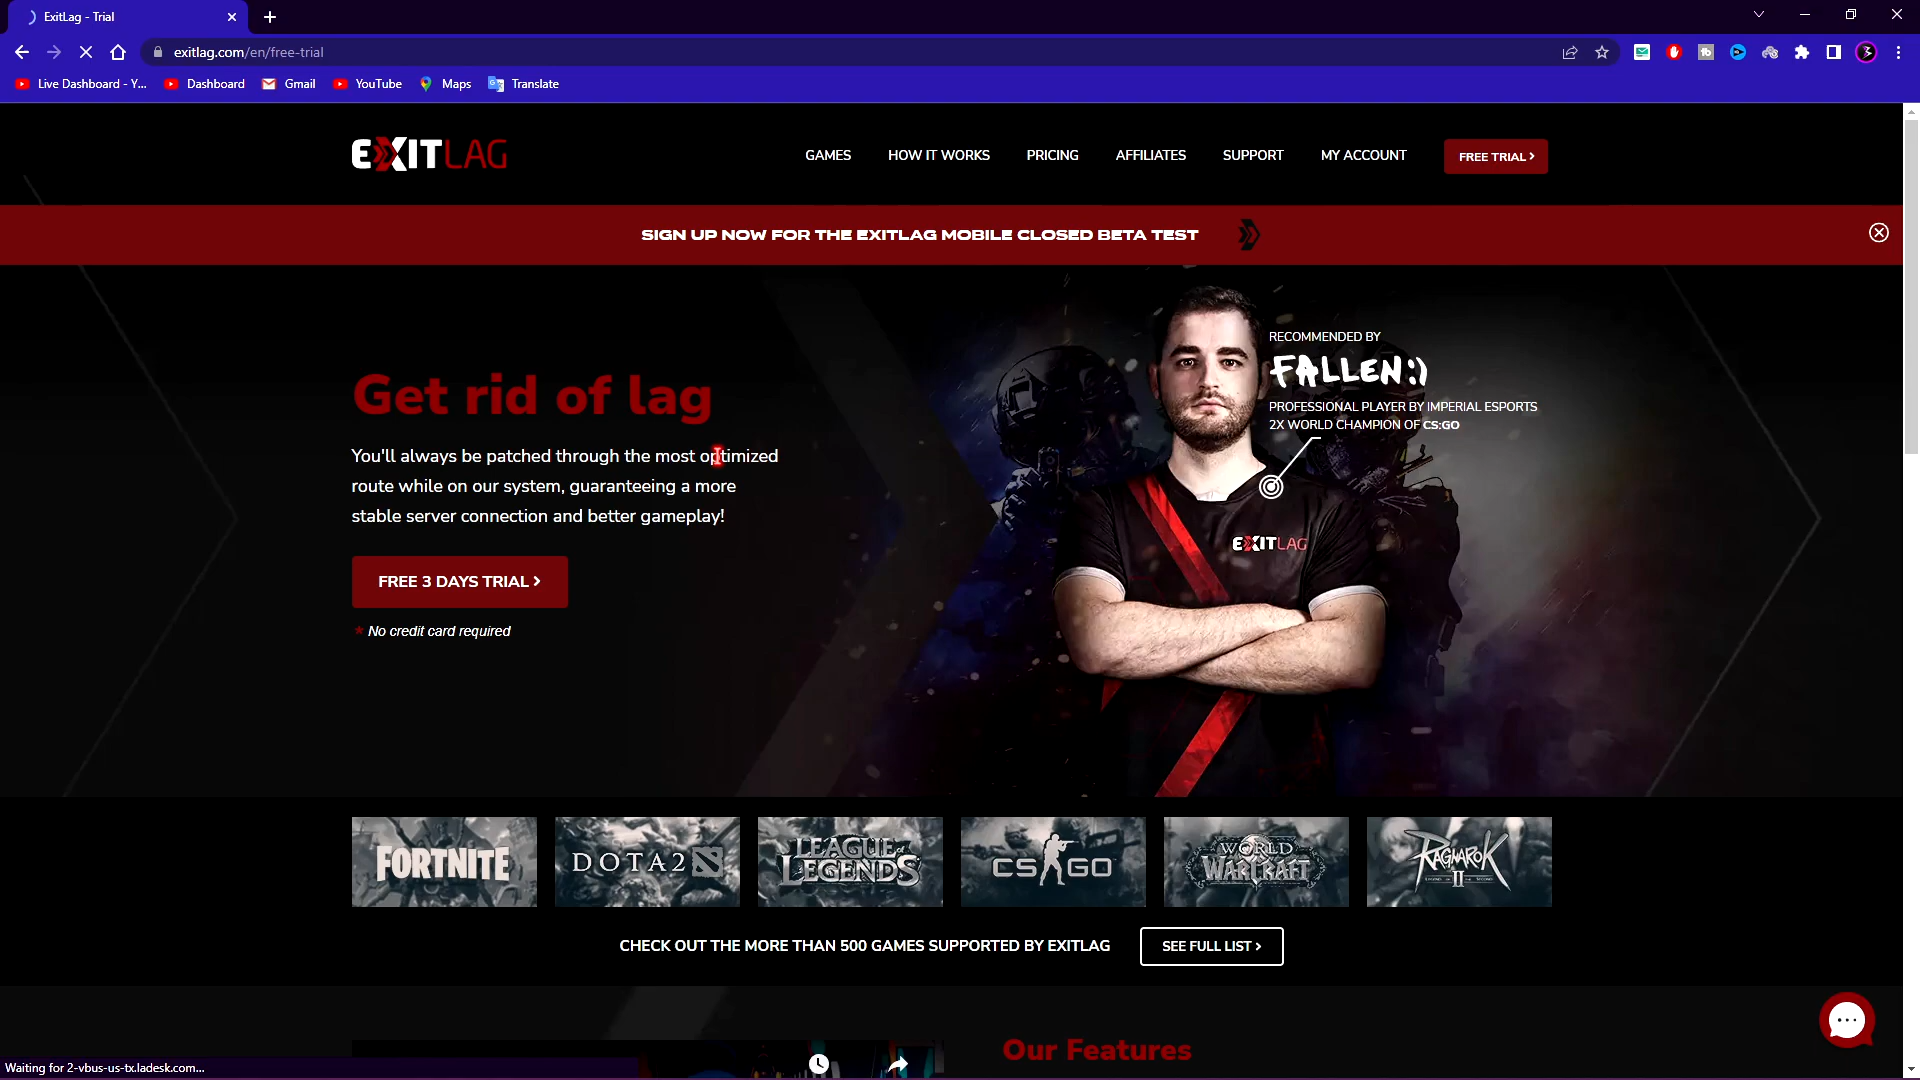 ExitLag - Trial
exitlag.com/en/free-trial
Live Dashboard - Y...
Dashboard
Gmail
YouTube
Maps
Translate
EXITLAG
GAMES
HOW IT WORKS
PRICING
AFFILIATES
SUPPORT
MY ACCOUNT
FREE TRIAL >
SIGN UP NOW FOR THE EXITLAG MOBILE CLOSED BETA TEST
RECOMMENDED BY
FALLEN:)
PROFESSIONAL PLAYER BY IMPERIAL ESPORTS
2X WORLD CHAMPION OF CS:GO
Get rid of lag
You'll always be patched through the most optimized
route while on our system, guaranteeing a more
stable server connection and better gameplay!
EXITLAG
FREE 3 DAYS TRIAL >
* No credit card required
FORTNITE
DOTA 2
LEAGUE of
LEGENDS
CS GO
WORLD
WARCRAFT
RAGNAROK
II
CHECK OUT THE MORE THAN 500 GAMES SUPPORTED BY EXITLAG
SEE FULL LIST >
Our Features
Waiting for 2-vbus-us-tx.ladesk.com...